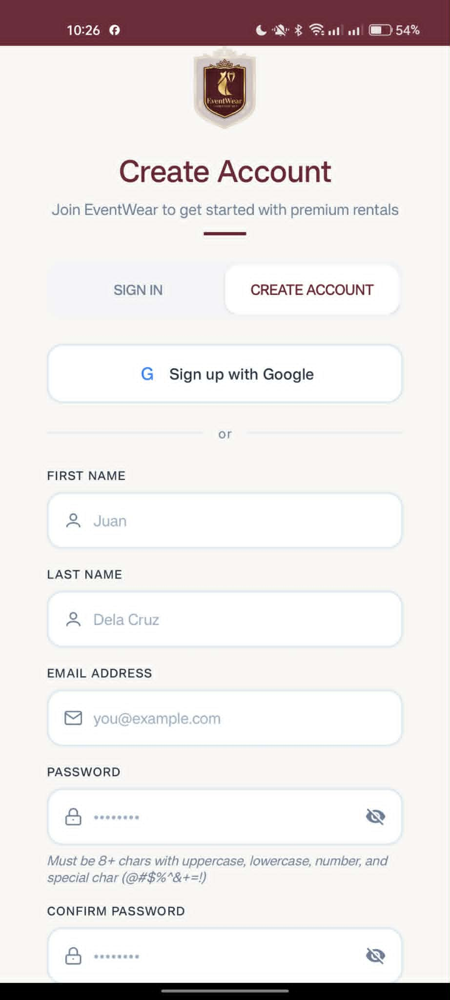 10:26
54%
EventWear
Create Account
Join EventWear to get started with premium rentals
SIGN IN
CREATE ACCOUNT
G Sign up with Google
or
FIRST NAME
Juan
LAST NAME
Dela Cruz
EMAIL ADDRESS
you@example.com
PASSWORD
••••••••
Must be 8+ chars with uppercase, lowercase, number, and
special char (@#$%^&+=!)
CONFIRM PASSWORD
••••••••